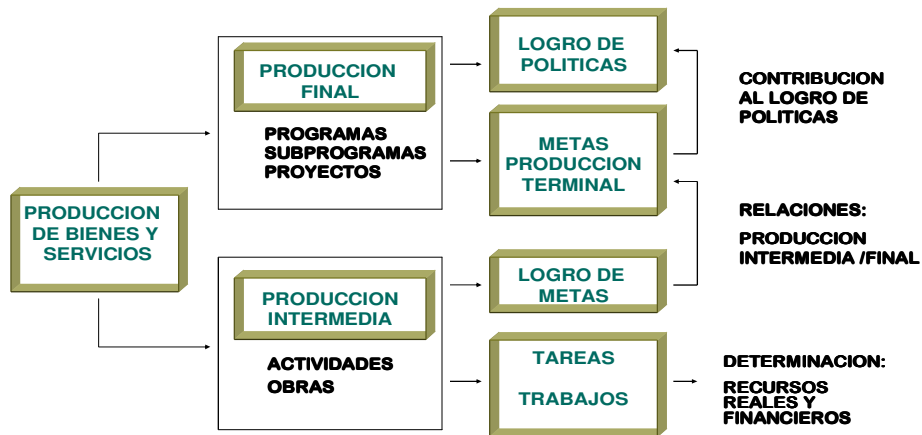 PRODUCCION
DE BIENES Y
SERVICIOS
PRODUCCION
FINAL
PROGRAMAS
SUBPROGRAMAS
PROYECTOS
LOGRO DE
POLITICAS
METAS
PRODUCCION
TERMINAL
CONTRIBUCION
AL LOGRO DE
POLITICAS
PRODUCCION
INTERMEDIA
ACTIVIDADES
OBRAS
LOGRO DE
METAS
TAREAS
TRABAJOS
RELACIONES:
PRODUCCION
INTERMEDIA /FINAL
DETERMINACION:
RECURSOS
REALES Y
FINANCIEROS